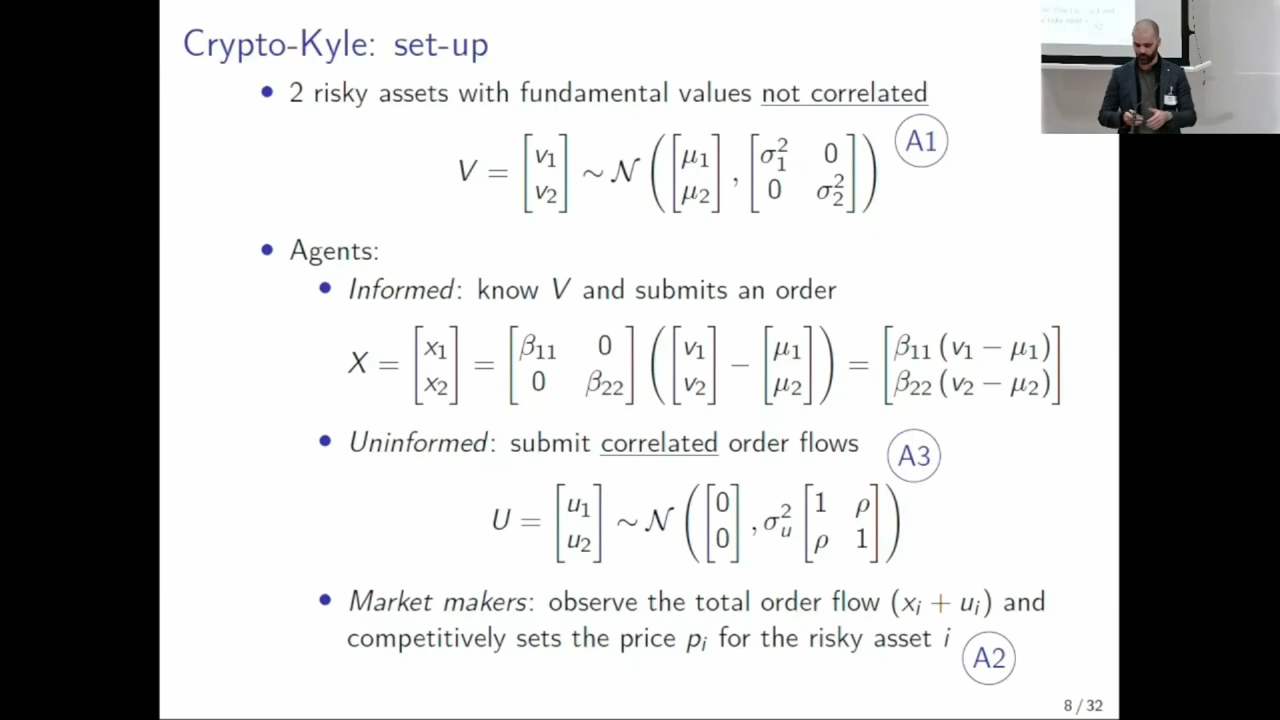 Crypto-Kyle: set-up
• 2 risky assets with fundamental values not correlated
V = [v₁ v₂] ∼ 𝒩 ([μ₁ μ₂], [σ₁² 0 0 σ₂²]) A1
• Agents:
• Informed: know V and submits an order
X = [x₁ x₂] = [β₁₁ 0 0 β₂₂] ([v₁ v₂] − [μ₁ μ₂]) = [β₁₁ (v₁ − μ₁) β₂₂ (v₂ − μ₂)]
• Uninformed: submit correlated order flows A3
U = [u₁ u₂] ∼ 𝒩 ([0 0], σᵤ² [1 ρ ρ 1])
• Market makers: observe the total order flow (xᵢ + uᵢ) and
competitively sets the price pᵢ for the risky asset i A2
8 / 32